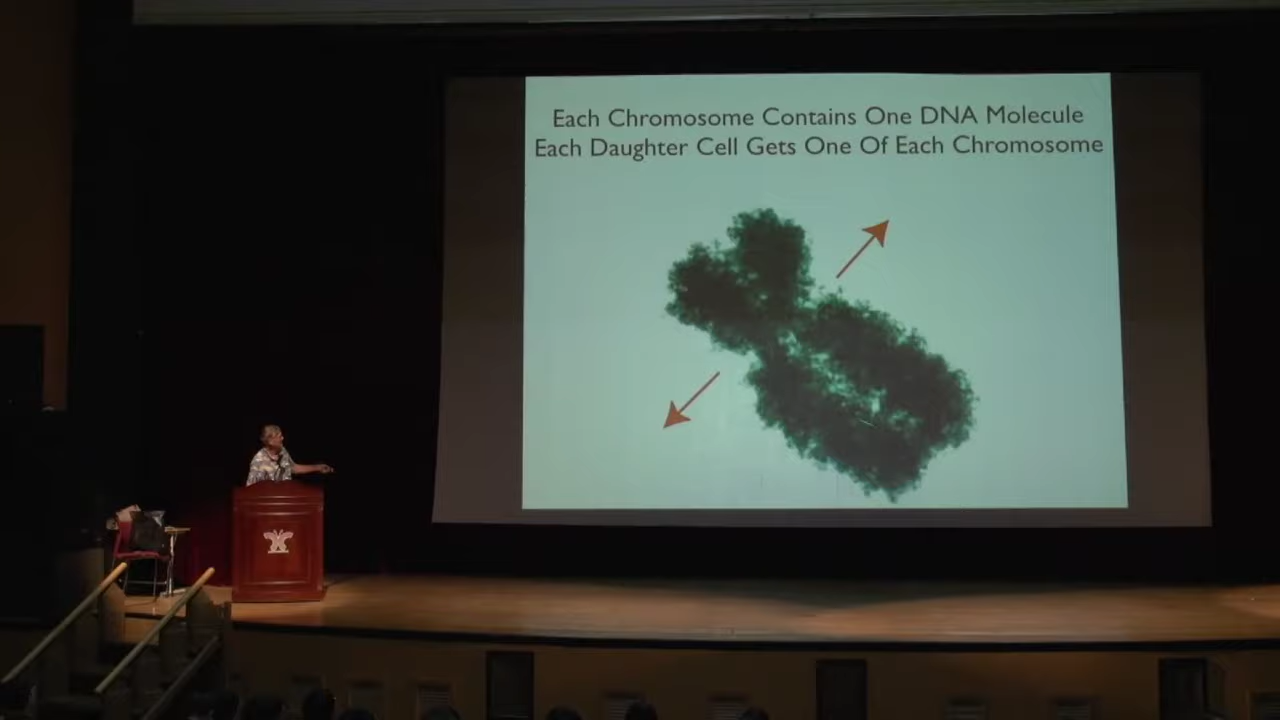 Each Chromosome Contains One DNA Molecule
Each Daughter Cell Gets One Of Each Chromosome